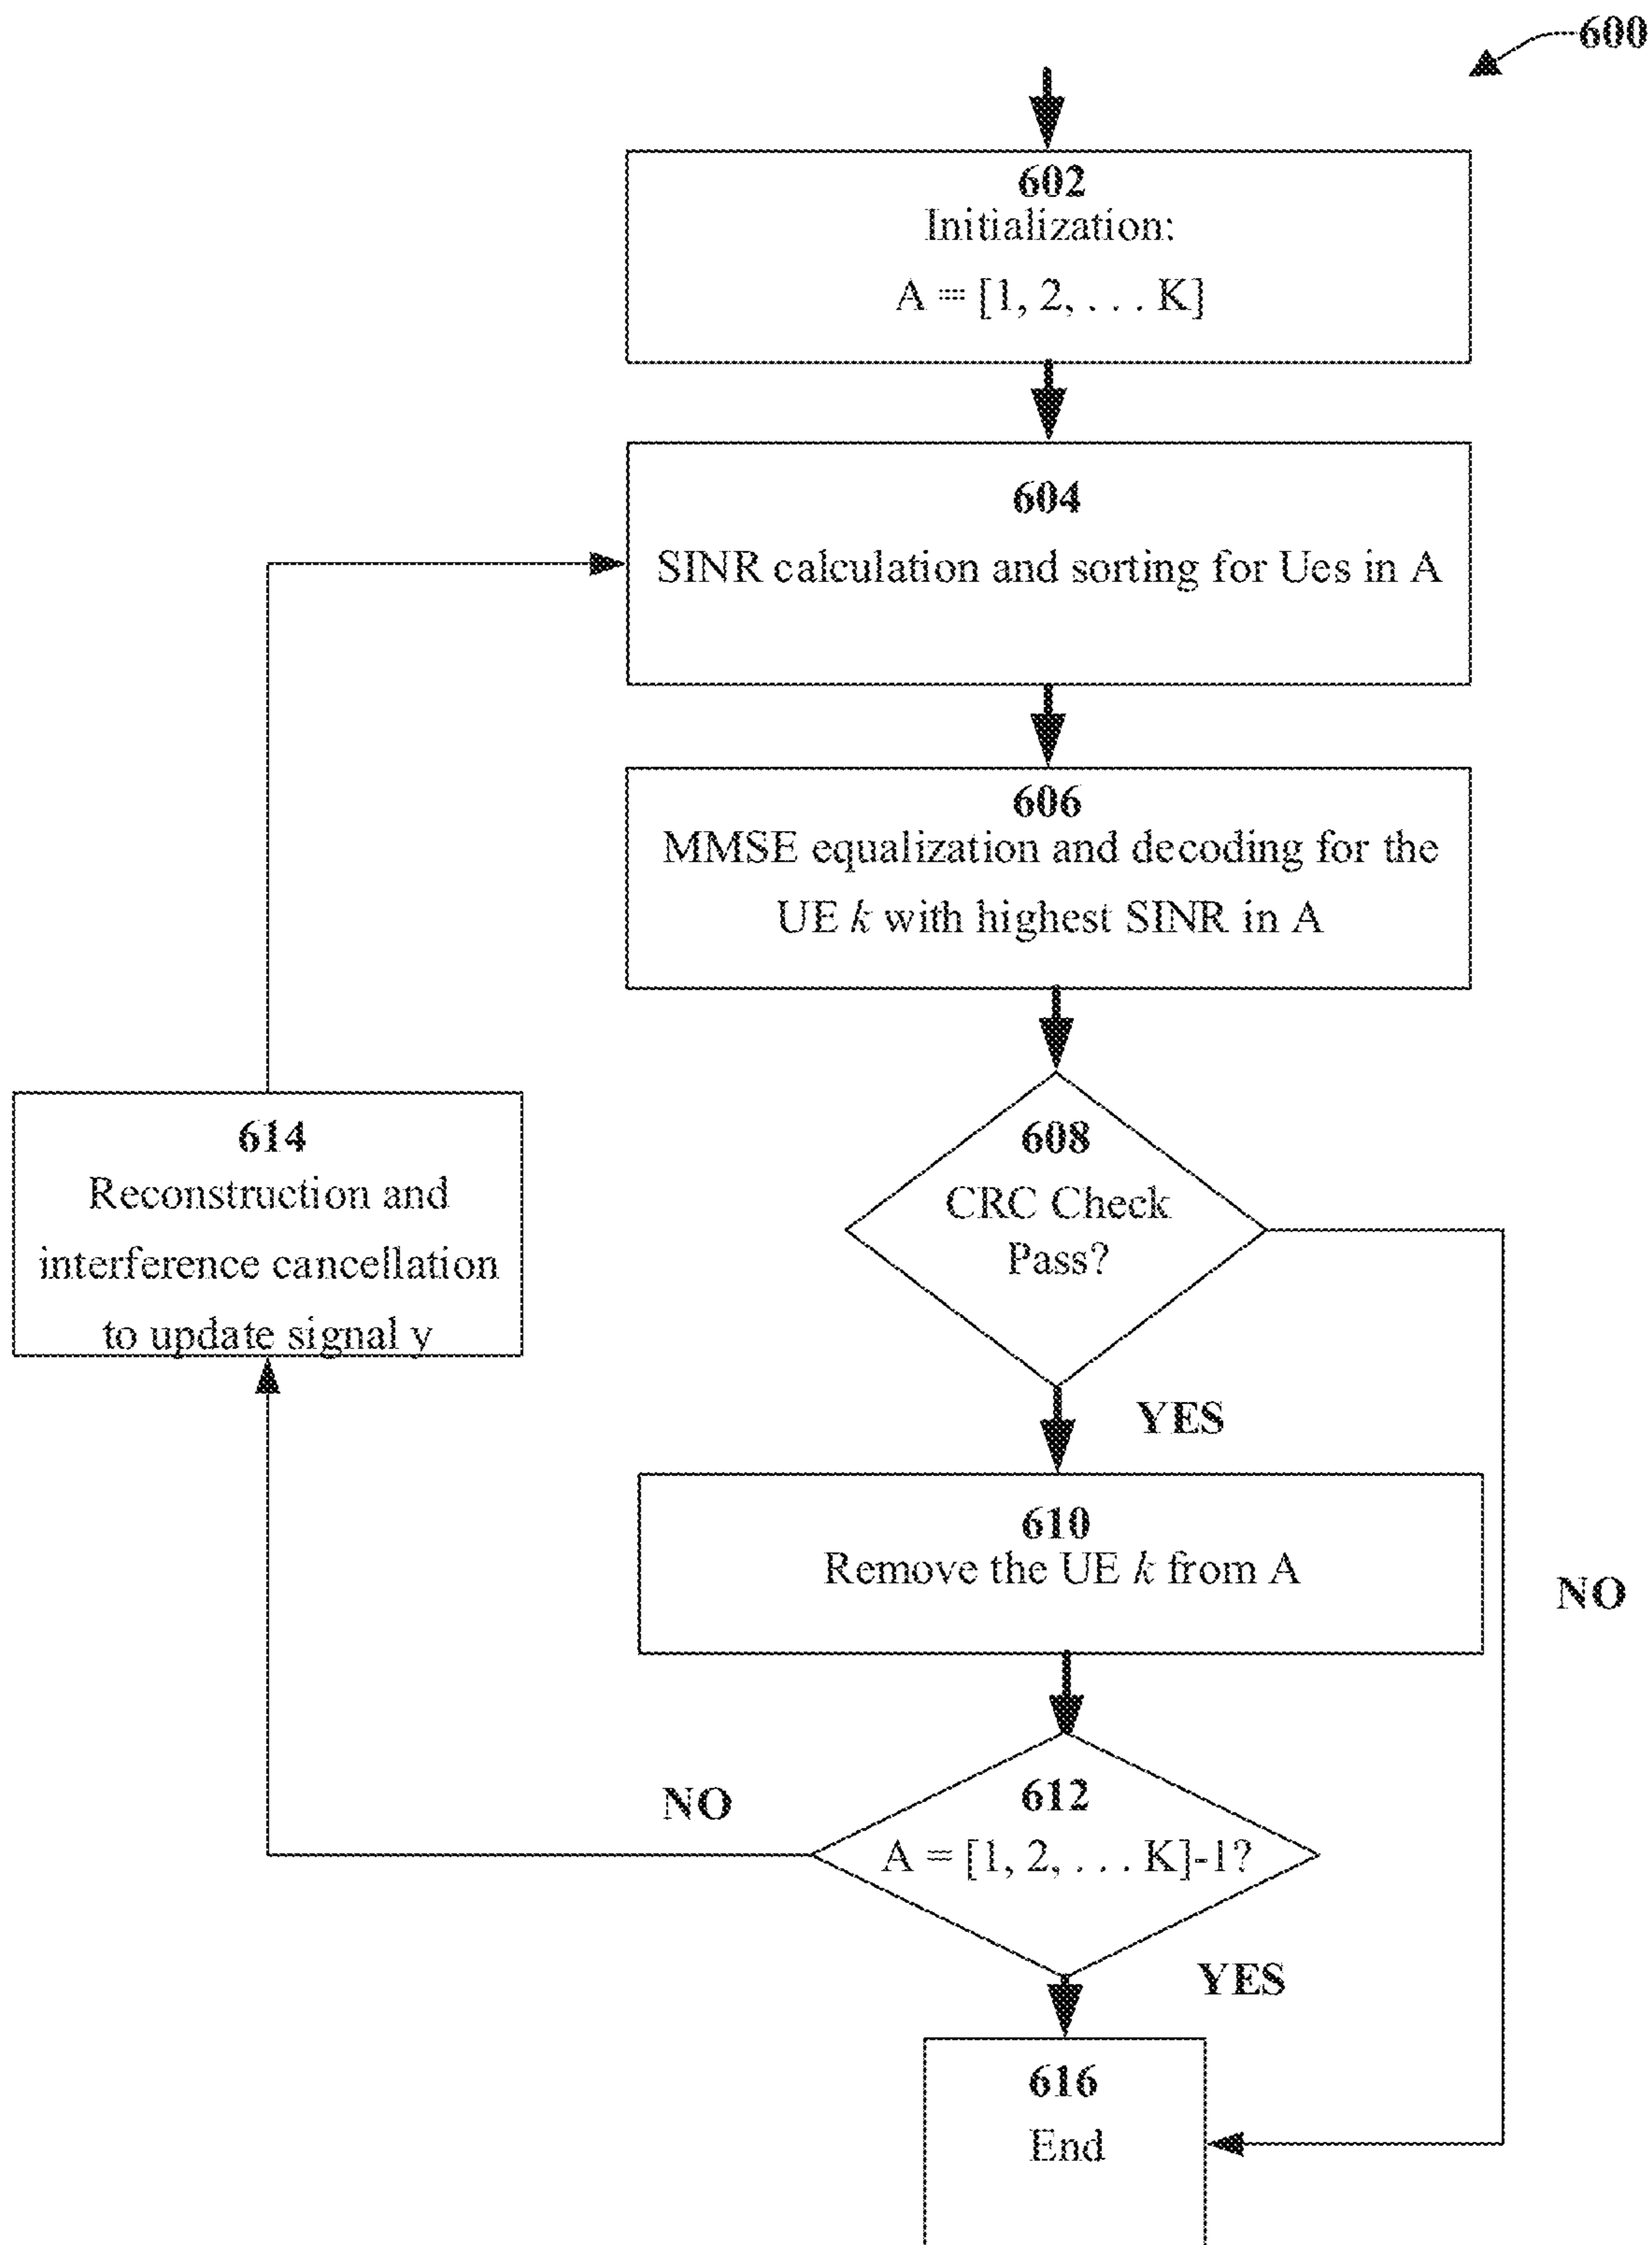 600
602
Initialization:
A = [1, 2, . . . K]
604
SINR calculation and sorting for Ues in A
606
MMSE equalization and decoding for the
UE k with highest SINR in A
608
CRC Check
Pass?
614
Reconstruction and
interference cancellation
to update signal y
YES
610
Remove the UE k from A
NO
NO
612
A = [1, 2, . . . K]-1?
YES
616
End